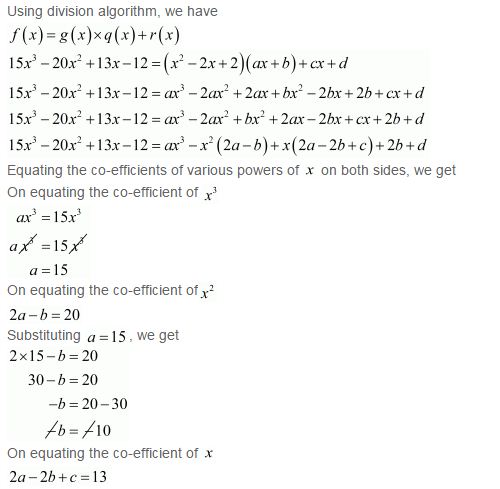 Using division algorithm, we have
f(x)=g(x)×q(x)+r(x)
15x³−20x²+13x−12=(x²−2x+2)(ax+b)+cx+d
15x³−20x²+13x−12=ax³−2ax²+2ax+bx²−2bx+2b+cx+d
15x³−20x²+13x−12=ax³−2ax²+bx²+2ax−2bx+cx+2b+d
15x³−20x²+13x−12=ax³−x²(2a−b)+x(2a−2b+c)+2b+d
Equating the co-efficients of various powers of x on both sides, we get
On equating the co-efficient of x³
ax³=15x³
ax³=15x³
a=15
On equating the co-efficient of x²
2a−b=20
Substituting a=15, we get
2×15−b=20
30−b=20
−b=20−30
−b=−10
On equating the co-efficient of x
2a−2b+c=13